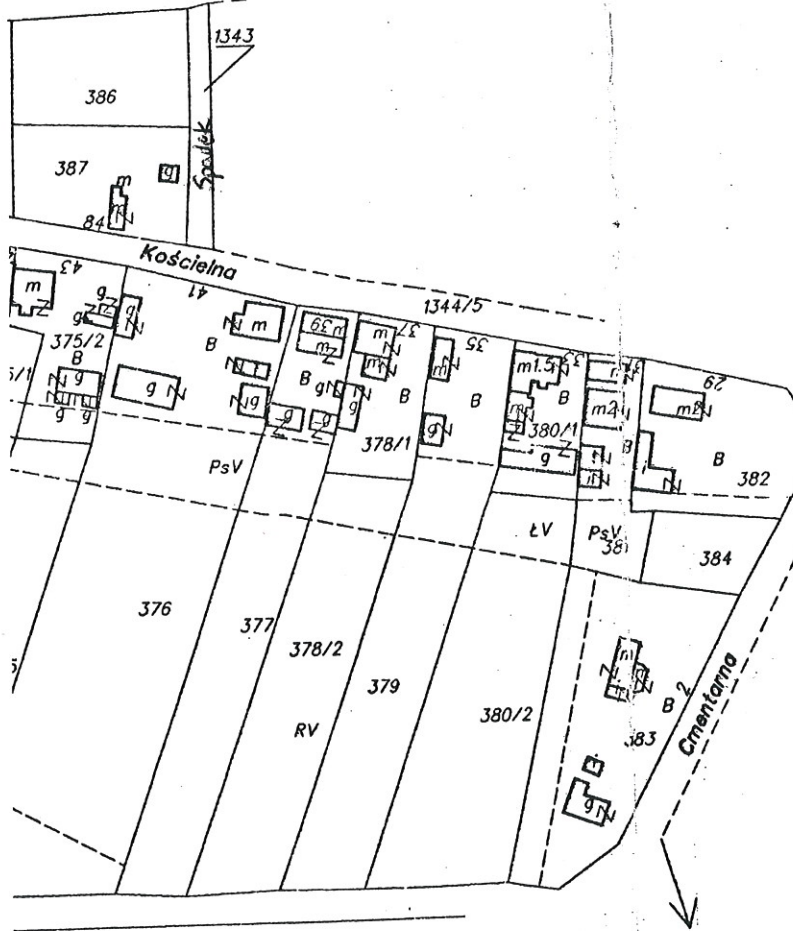 1343
386
387
g
Spadek
m
84
Kościelna
43
41
1344/5
m
g
g
g
m
m
39
m
m
37
35
m1.5
33
m2
29
375/2
B
B
B
B
B
B
B
B
g
g
g
g
g
g
g
g
g
g
g
378/1
380/1
382
PsV
ŁV
PsV
384
376
377
378/2
379
380/2
RV
m
B
2
383
Cmentarna
g